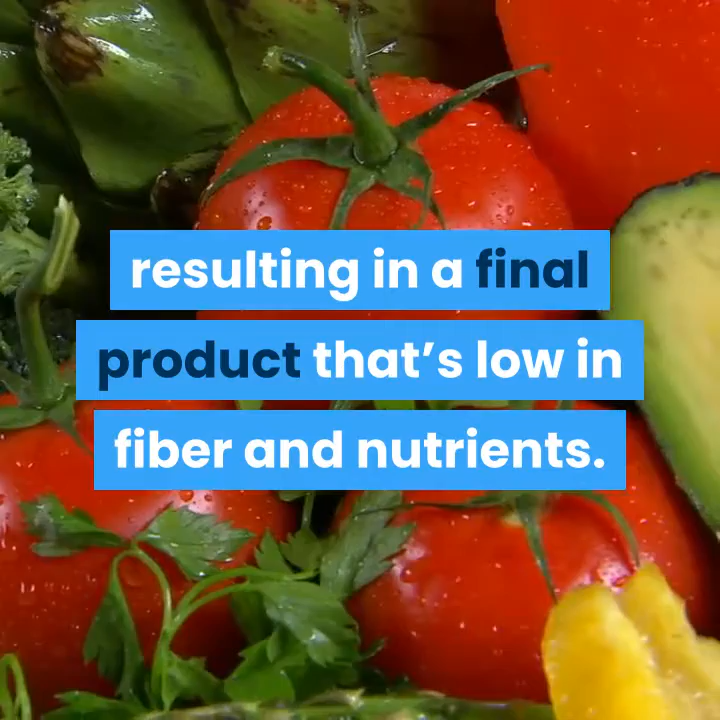 resulting in a final
product that’s low in
fiber and nutrients.